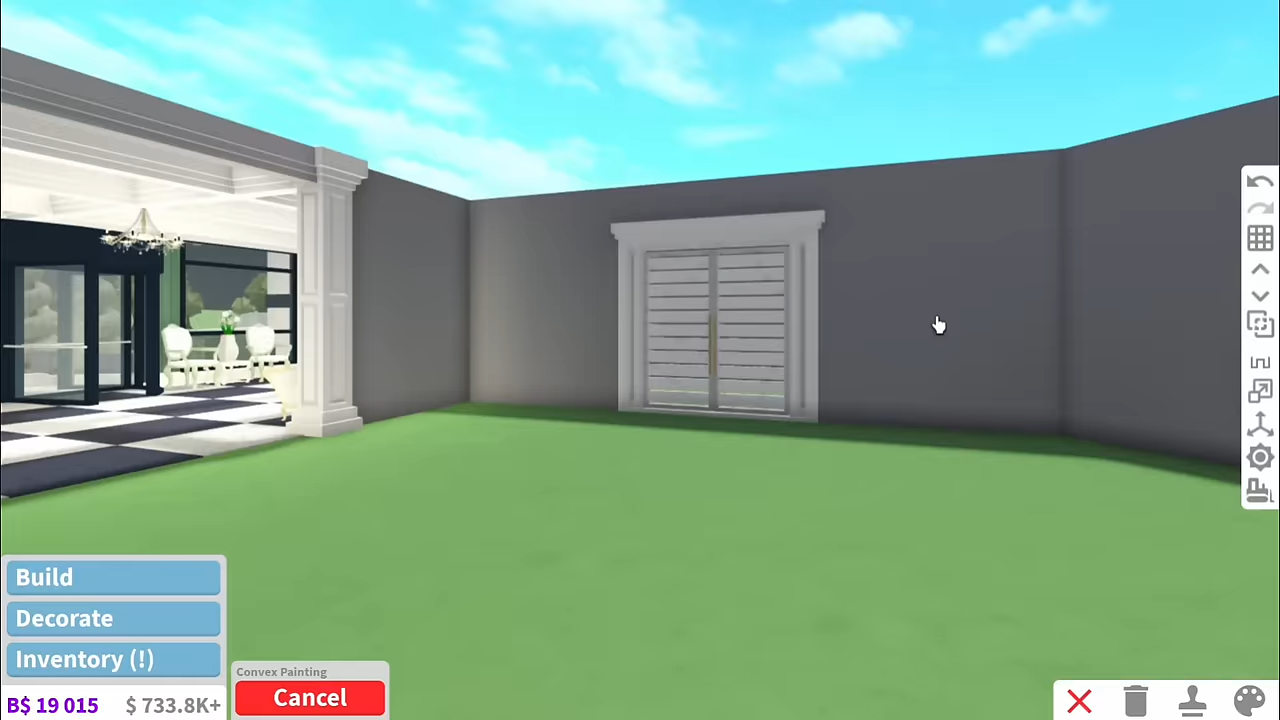 Build
Decorate
Inventory (!)
B$ 19 015 $ 733.8K+
Convex Painting
Cancel